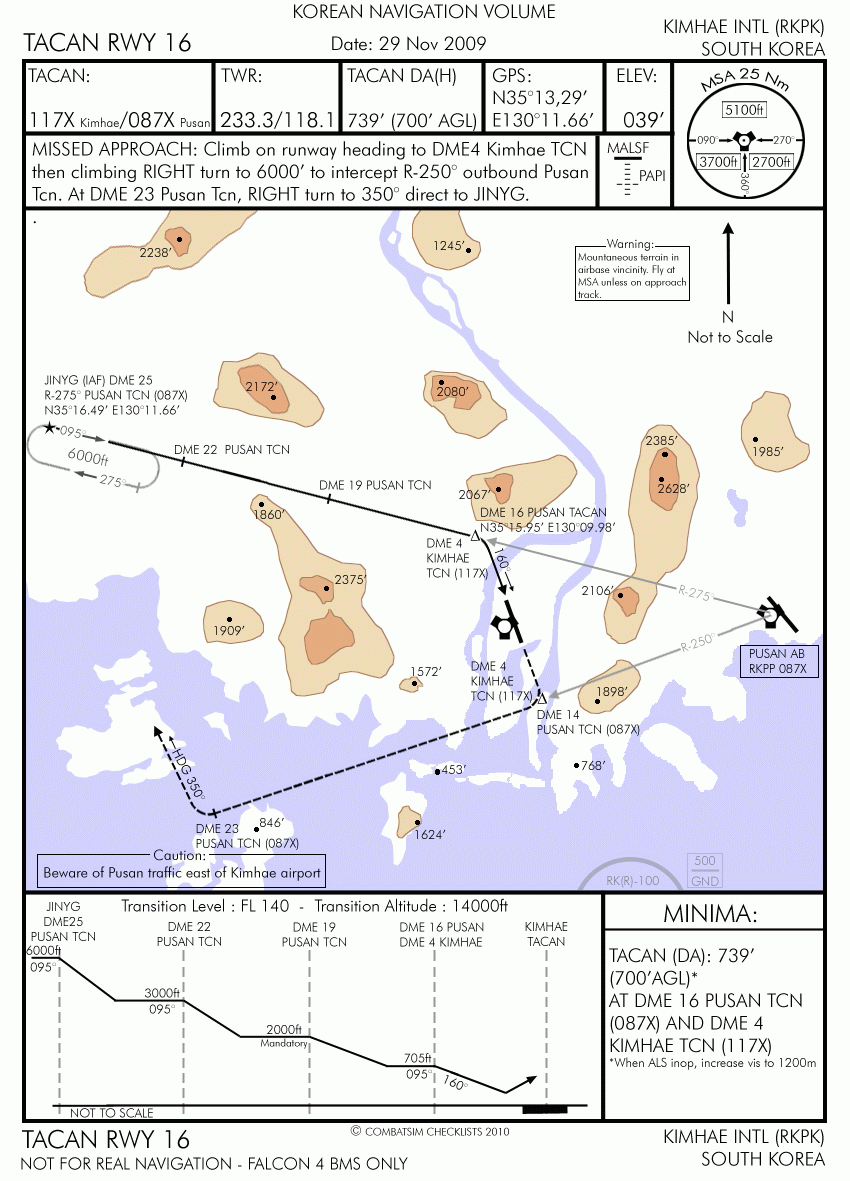 KOREAN NAVIGATION VOLUME
TACAN RWY 16
Date: 29 Nov 2009
KIMHAE INTL (RKPK)
SOUTH KOREA
TACAN:
117X Kimhae/087X Pusan
TWR:
233.3/118.1
TACAN DA(H)
739' (700' AGL)
GPS:
N35°13,29'
E130°11.66'
ELEV:
039'
MSA 25 Nm
5100ft
090°
270°
3700ft
2700ft
360°
MISSED APPROACH: Climb on runway heading to DME4 Kimhae TCN
then climbing RIGHT turn to 6000' to intercept R-250° outbound Pusan
Tcn. At DME 23 Pusan Tcn, RIGHT turn to 350° direct to JINYG.
MALSF
PAPI
2238'
1245'
Warning:
Mountaneous terrain in
airbase vincinity. Fly at
MSA unless on approach
track.
N
Not to Scale
JINYG (IAF) DME 25
R-275° PUSAN TCN (087X)
N35°16.49' E130°11.66'
2172'
2080'
095°
6000ft
275°
DME 22 PUSAN TCN
DME 19 PUSAN TCN
2385'
1985'
2628'
2067'
1860'
DME 16 PUSAN TACAN
N35°15.95' E130°09.98'
DME 4
KIMHAE
TCN (117X)
160°
2375'
2106'
R-275°
1909'
R-250°
PUSAN AB
RKPP 087X
DME 4
KIMHAE
TCN (117X)
1572'
1898'
DME 14
PUSAN TCN (087X)
HDG 350°
453'
768'
DME 23
PUSAN TCN (087X)
846'
1624'
Caution:
Beware of Pusan traffic east of Kimhae airport
RK(R)-100
500
GND
JINYG
DME25
PUSAN TCN
Transition Level : FL 140 - Transition Altitude : 14000ft
DME 22
PUSAN TCN
DME 19
PUSAN TCN
DME 16 PUSAN
DME 4 KIMHAE
KIMHAE
TACAN
6000ft
095°
3000ft
095°
2000ft
Mandatory
705ft
095°
160°
NOT TO SCALE
MINIMA:
TACAN (DA): 739'
(700'AGL)*
AT DME 16 PUSAN TCN
(087X) AND DME 4
KIMHAE TCN (117X)
*When ALS inop, increase vis to 1200m
TACAN RWY 16
© COMBATSIM CHECKLISTS 2010
KIMHAE INTL (RKPK)
NOT FOR REAL NAVIGATION - FALCON 4 BMS ONLY
SOUTH KOREA